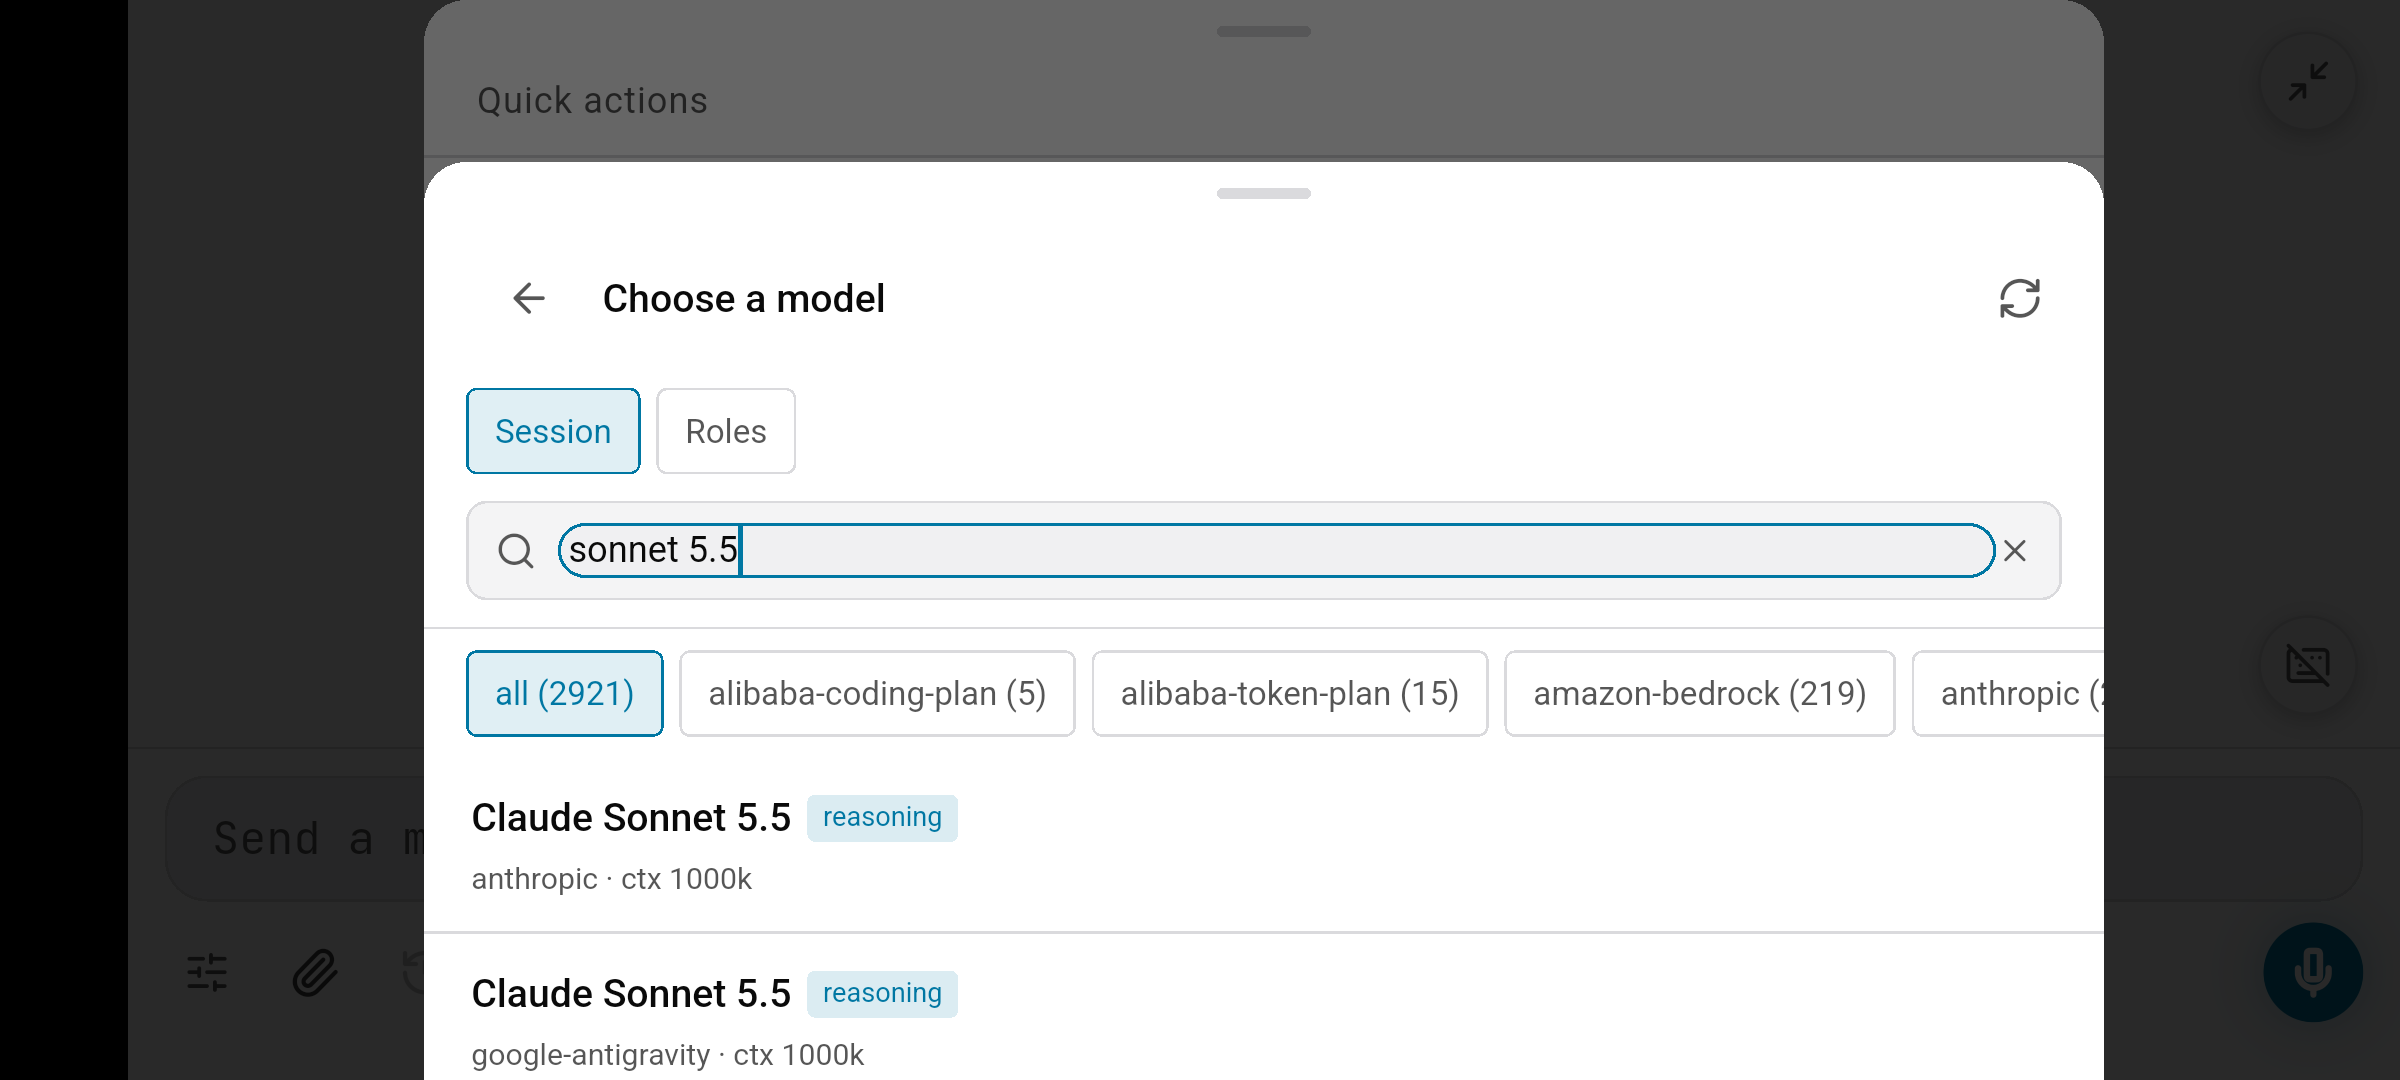 Quick actions
Choose a model
Session Roles
sonnet 5.5
all (2921) alibaba-coding-plan (5) alibaba-token-plan (15) amazon-bedrock (219) anthropic (
Claude Sonnet 5.5 reasoning
anthropic · ctx 1000k
Claude Sonnet 5.5 reasoning
google-antigravity · ctx 1000k
Send a m